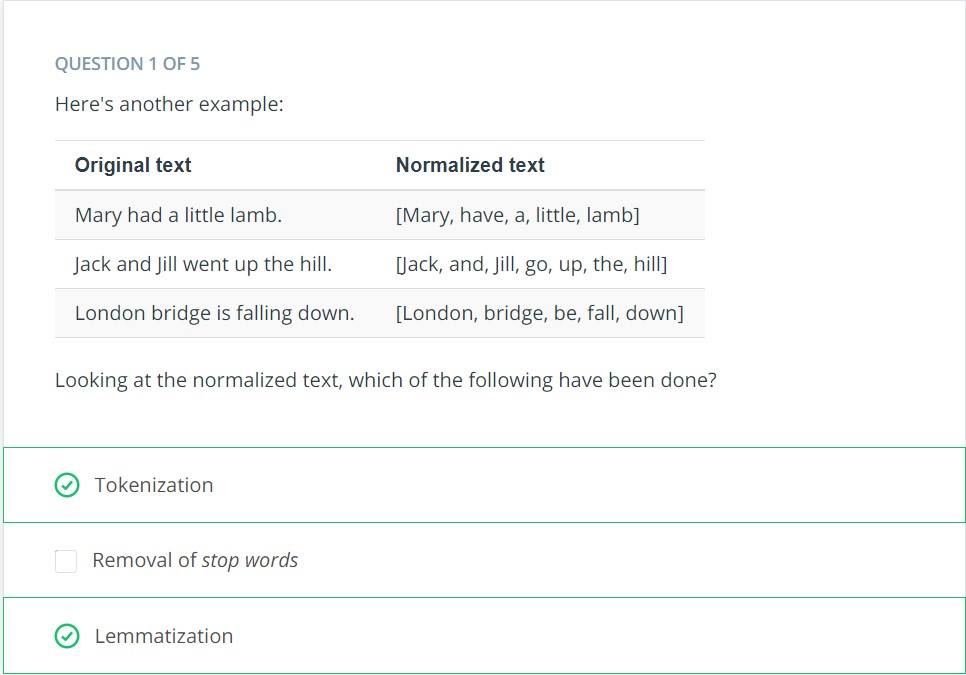 QUESTION 1 OF 5
Here's another example:
Original text Normalized text
Mary had a little lamb. [Mary, have, a, little, lamb]
Jack and Jill went up the hill. [Jack, and, Jill, go, up, the, hill]
London bridge is falling down. [London, bridge, be, fall, down]
Looking at the normalized text, which of the following have been done?
Tokenization
Removal of stop words
Lemmatization